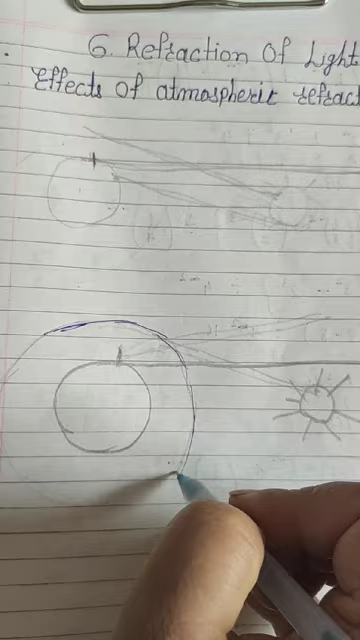 6. Refraction Of Light
Effects Of atmospheric refract